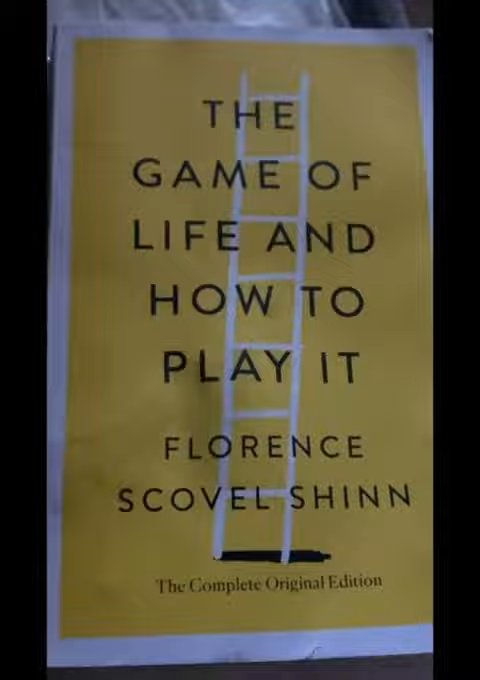 THE
GAME OF
LIFE AND
HOW TO
PLAY IT
FLORENCE
SCOVEL SHINN
The Complete Original Edition